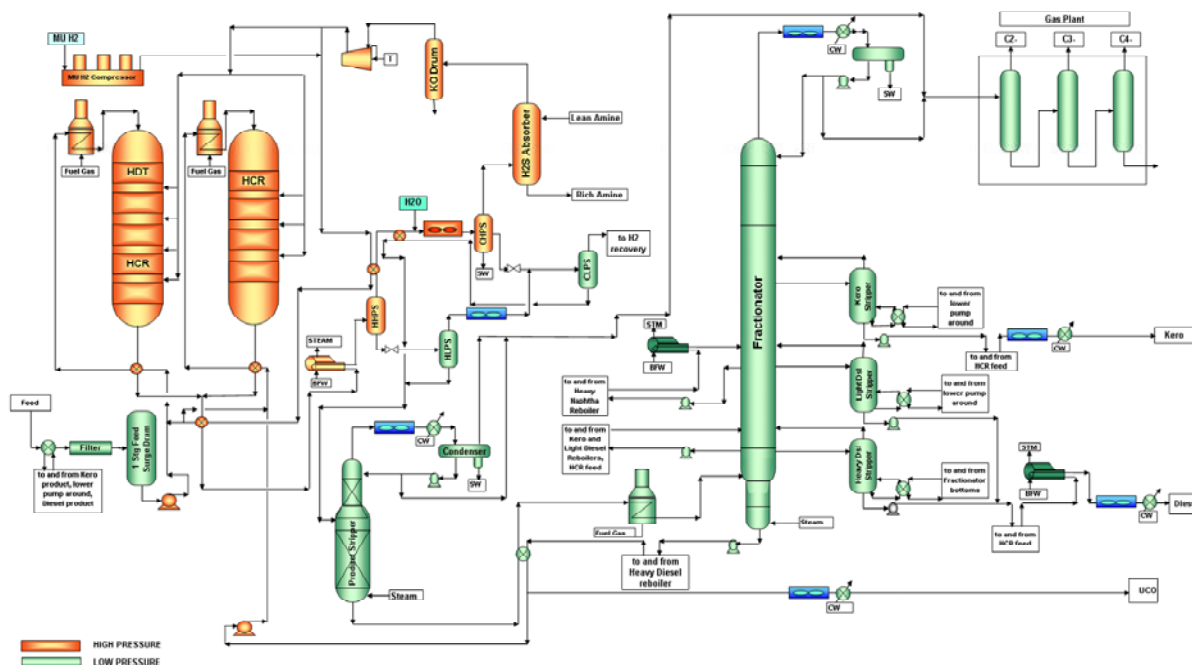 MU H2
MU H2 Compressor
Fuel Gas
Fuel Gas
HDT
HCR
HCR
T
KO Drum
H2S Absorber
Lean Amine
Rich Amine
H2O
CHPS
SW
CLPS
to H2
recovery
HHPS
HLPS
STEAM
BFW
Feed
Filter
1 Stg Feed
Surge Drum
to and from Kero
product, lower
pump around,
Diesel product
Product Stripper
CW
Condenser
SW
Steam
Fuel Gas
to and from
Heavy Diesel
reboiler
STM
BFW
to and from
Heavy
Naphtha
Reboiler
to and from
Kero and
Light Diesel
Reboilers,
HCR feed
Fractionator
Steam
CW
SW
Gas Plant
C2-
C3-
C4-
Kero
Stripper
to and from
lower
pump
around
to and from
HCR feed
CW
Kero
Light Dsl
Stripper
to and from
lower pump
around
Heavy Dsl
Stripper
to and from
Fractionator
bottoms
to and from
HCR feed
STM
BFW
CW
Dies
CW
UCO
HIGH PRESSURE
LOW PRESSURE